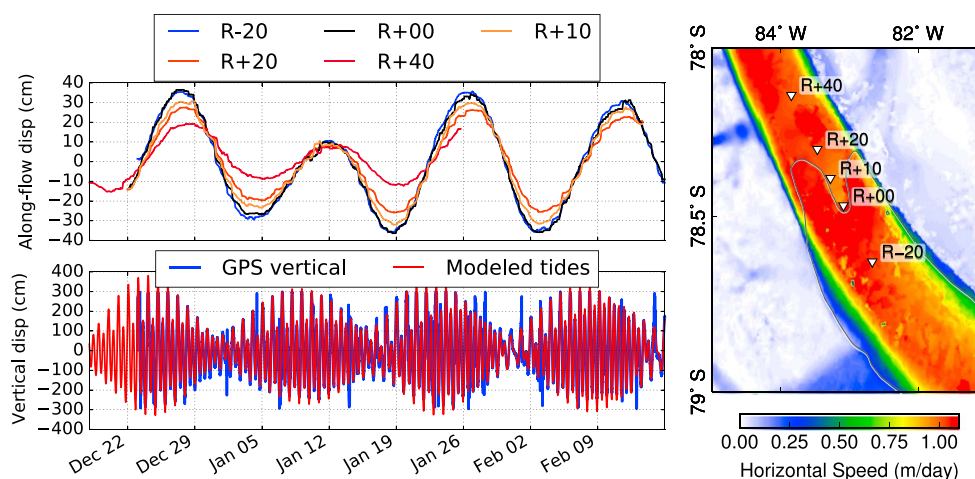 R-20
R+00
R+10
R+20
R+40
Along-flow disp (cm)
40
30
20
10
0
−10
−20
−30
−40
GPS vertical
Modeled tides
Vertical disp (cm)
400
300
200
100
0
−100
−200
−300
−400
Dec 22
Dec 29
Jan 05
Jan 12
Jan 19
Jan 26
Feb 02
Feb 09
84° W
82° W
78° S
78.5° S
79° S
R+40
R+20
R+10
R+00
R−20
0.00 0.25 0.50 0.75 1.00
Horizontal Speed (m/day)